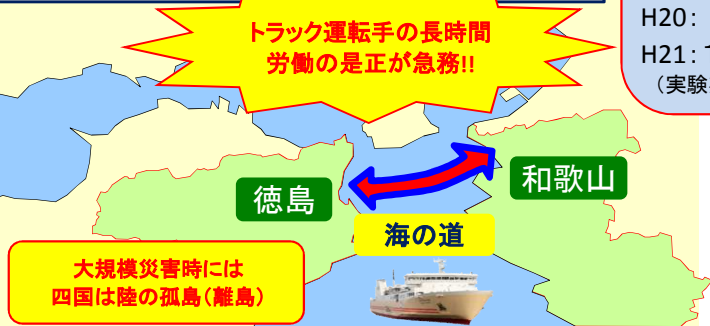 トラック運転手の長時間
労働の是正が急務!!
H20:
H21:
（実験
徳島
和歌山
海の道
大規模災害時には
四国は陸の孤島（離島）